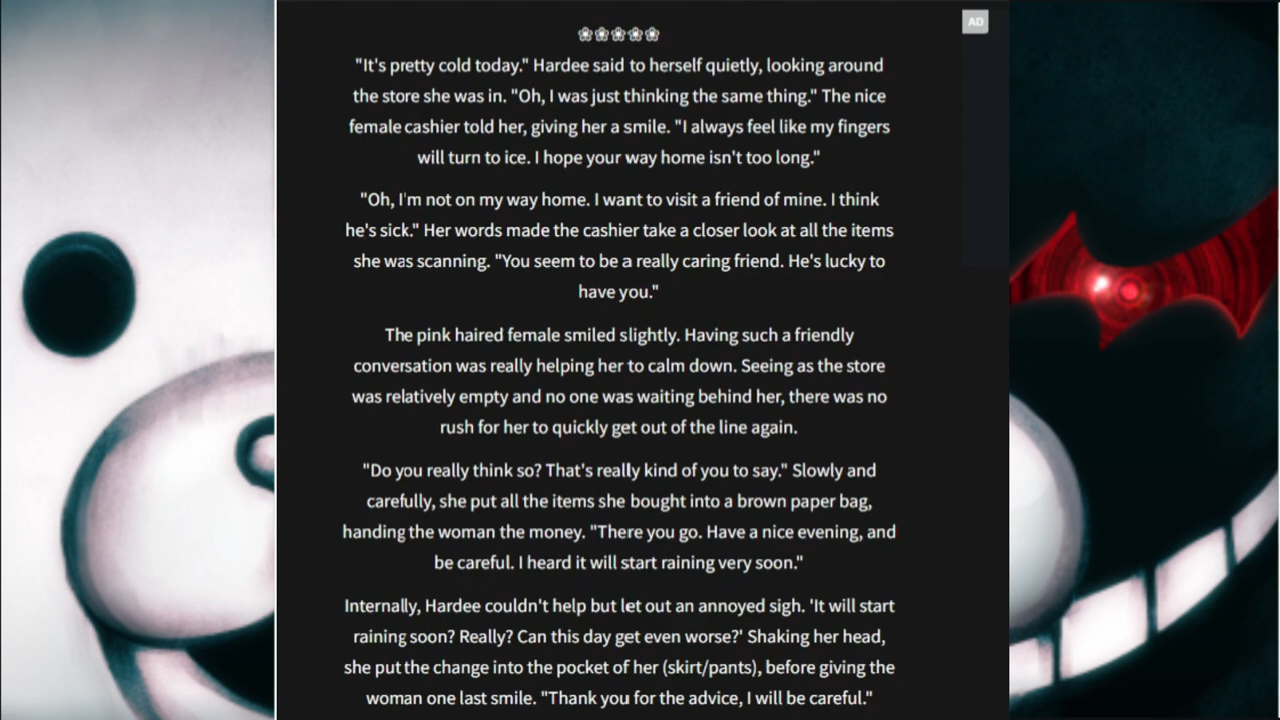 AD
❀❀❀❀❀
"It's pretty cold today." Hardee said to herself quietly, looking around
the store she was in. "Oh, I was just thinking the same thing." The nice
female cashier told her, giving her a smile. "I always feel like my fingers
will turn to ice. I hope your way home isn't too long."
"Oh, I'm not on my way home. I want to visit a friend of mine. I think
he's sick." Her words made the cashier take a closer look at all the items
she was scanning. "You seem to be a really caring friend. He's lucky to
have you."
The pink haired female smiled slightly. Having such a friendly
conversation was really helping her to calm down. Seeing as the store
was relatively empty and no one was waiting behind her, there was no
rush for her to quickly get out of the line again.
"Do you really think so? That's really kind of you to say." Slowly and
carefully, she put all the items she bought into a brown paper bag,
handing the woman the money. "There you go. Have a nice evening, and
be careful. I heard it will start raining very soon."
Internally, Hardee couldn't help but let out an annoyed sigh. 'It will start
raining soon? Really? Can this day get even worse?' Shaking her head,
she put the change into the pocket of her (skirt/pants), before giving the
woman one last smile. "Thank you for the advice, I will be careful."